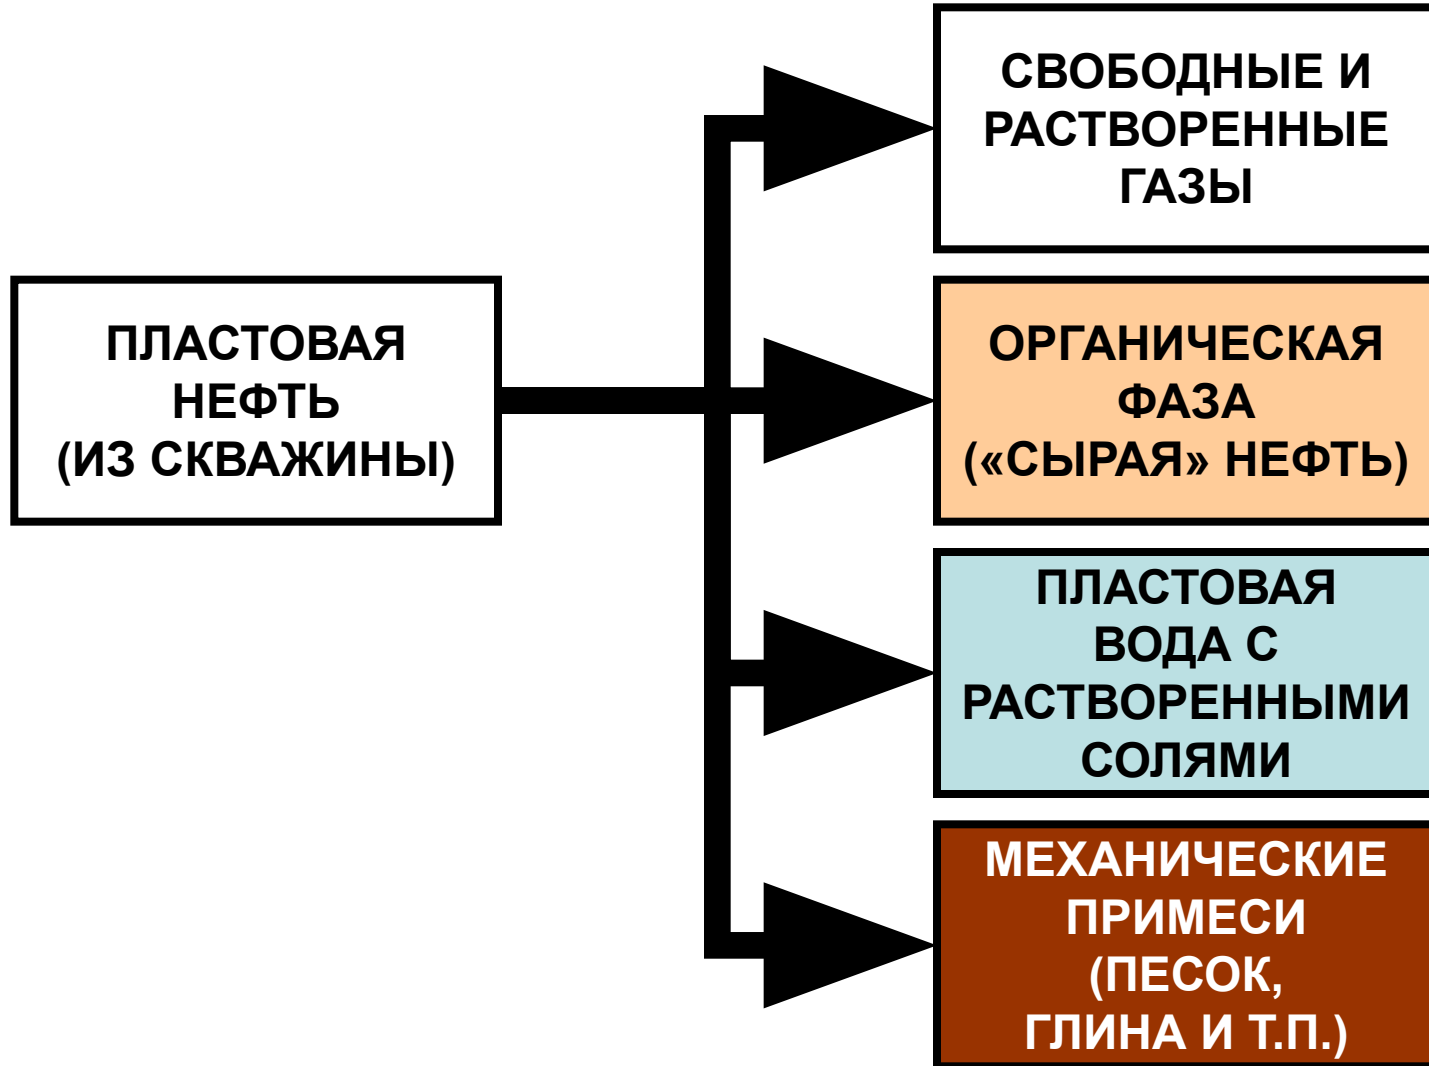 СВОБОДНЫЕ И
РАСТВОРЕННЫЕ
ГАЗЫ
ПЛАСТОВАЯ
НЕФТЬ
(ИЗ СКВАЖИНЫ)
ОРГАНИЧЕСКАЯ
ФАЗА
(«СЫРАЯ» НЕФТЬ)
ПЛАСТОВАЯ
ВОДА С
РАСТВОРЕННЫМИ
СОЛЯМИ
МЕХАНИЧЕСКИЕ
ПРИМЕСИ
(ПЕСОК,
ГЛИНА И Т.П.)